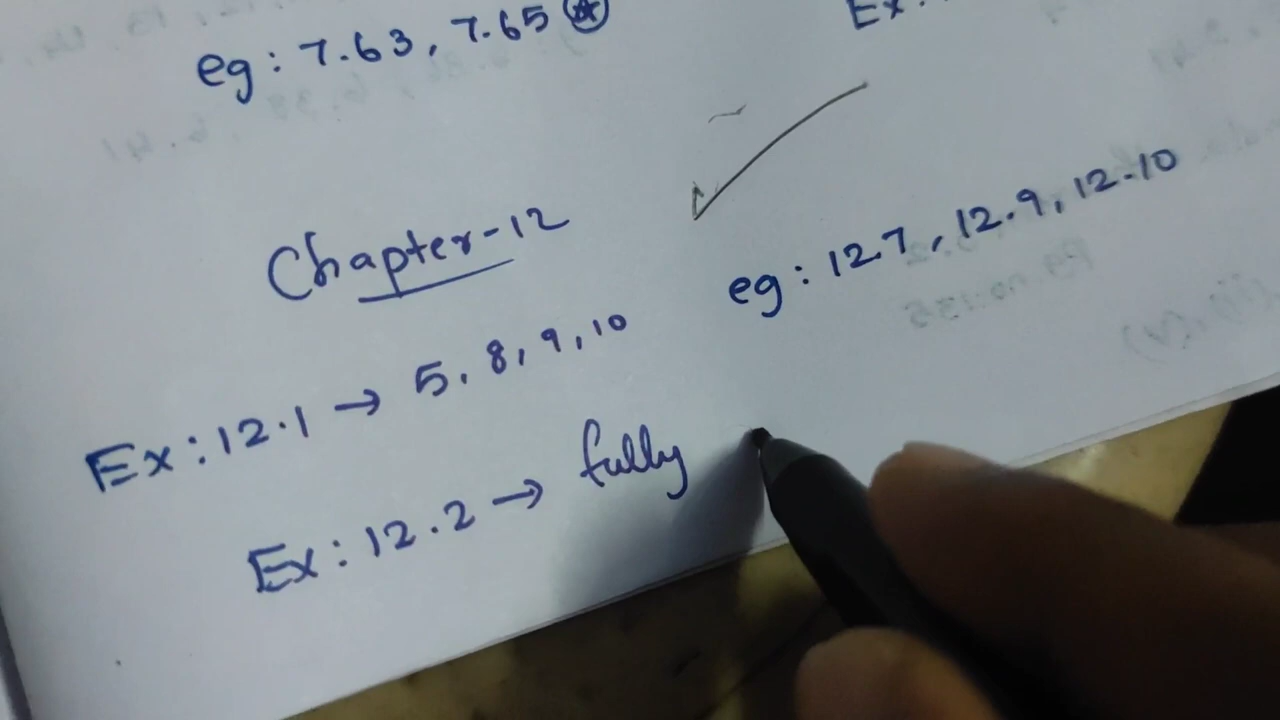 eg : 7.63, 7.65
Ex.
Chapter-12
eg : 12.7, 12.9, 12.10
Ex : 12.1 → 5, 8, 9, 10
Ex : 12.2 → fully